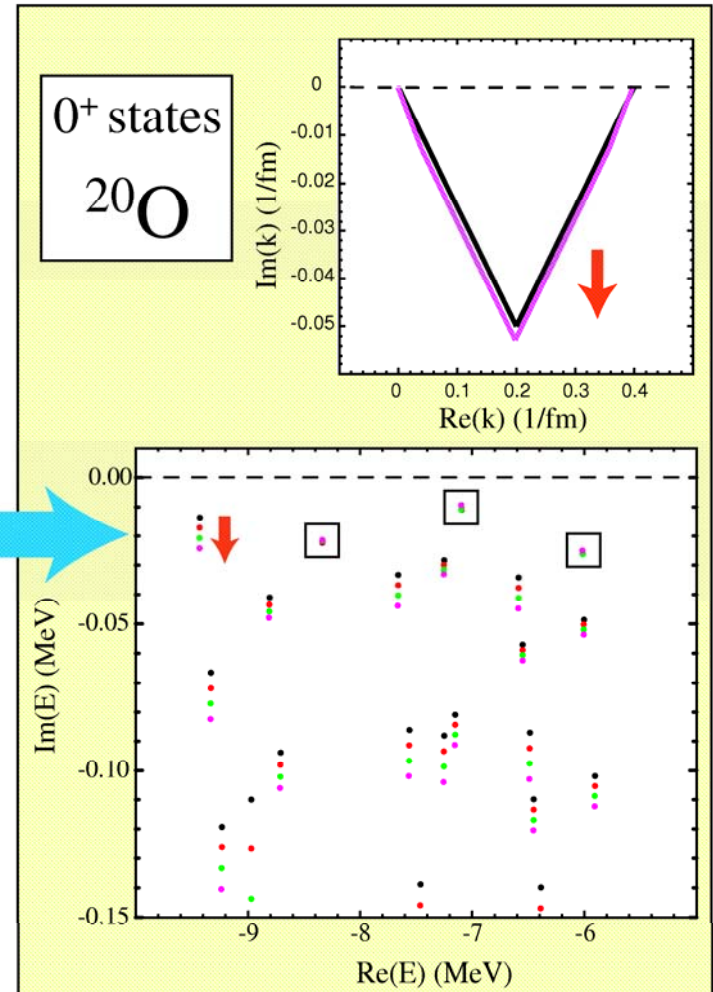 0⁺ states
²⁰O
0
-0.01
-0.02
-0.03
-0.04
-0.05
Im(k) (1/fm)
0 0.1 0.2 0.3 0.4
Re(k) (1/fm)
0.00
-0.05
-0.10
-0.15
Im(E) (MeV)
-9 -8 -7 -6
Re(E) (MeV)